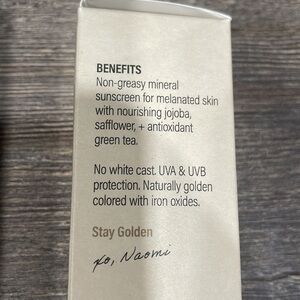 BENEFITS
Non-greasy mineral
sunscreen for melanated skin
with nourishing jojoba,
safflower, + antioxidant
green tea.
No white cast. UVA & UVB
protection. Naturally golden
colored with iron oxides.
Stay Golden
xo, Naomi